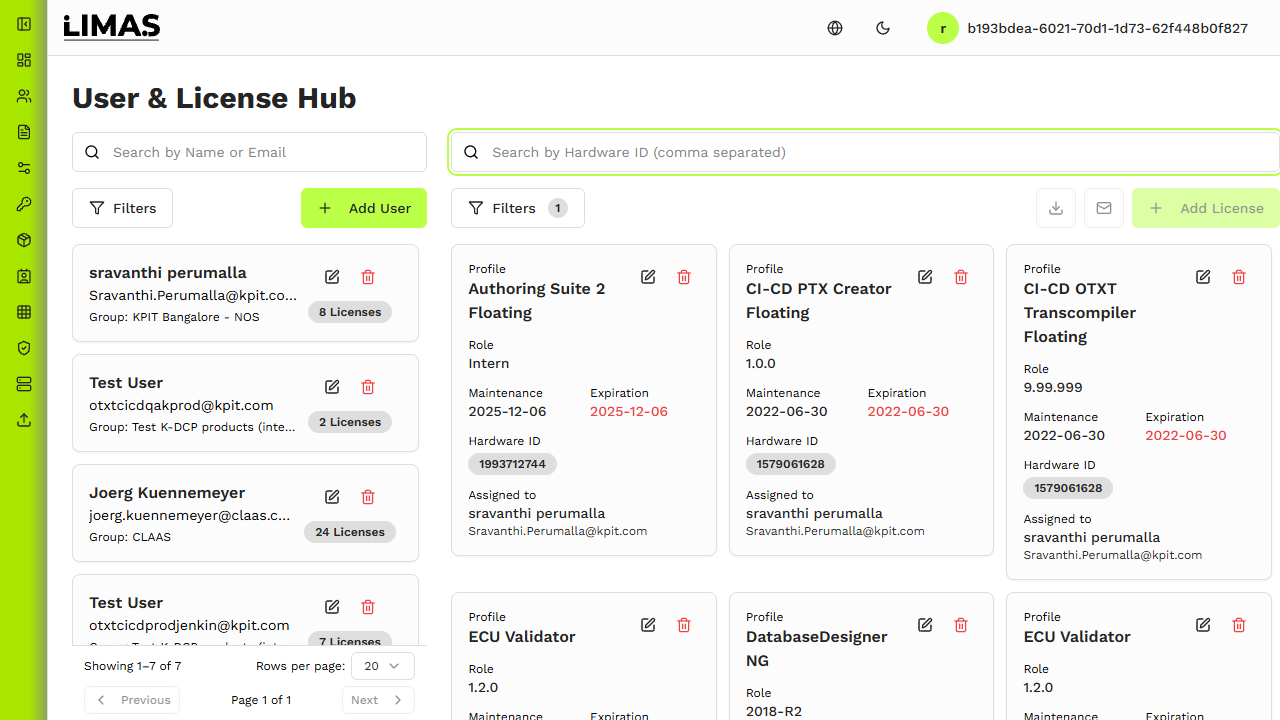 LIMAS
r
b193bdea-6021-70d1-1d73-62f448b0f827
User & License Hub
Search by Name or Email
Filters
Add User
sravanthi perumalla
Sravanthi.Perumalla@kpit.co...
Group: KPIT Bangalore - NOS
8 Licenses
Test User
otxtcicdqakprod@kpit.com
Group: Test K-DCP products (inte...
2 Licenses
Joerg Kuennemeyer
joerg.kuennemeyer@claas.c...
Group: CLAAS
24 Licenses
Test User
otxtcicdprodjenkin@kpit.com
Group: Test K-DCP products (inte...
7 Licenses
Showing 1–7 of 7
Rows per page:
20
Previous
Page 1 of 1
Next
Search by Hardware ID (comma separated)
Filters
1
Add License
Profile
Authoring Suite 2
Floating
Role
Intern
Maintenance
2025-12-06
Expiration
2025-12-06
Hardware ID
1993712744
Assigned to
sravanthi perumalla
Sravanthi.Perumalla@kpit.com
Profile
CI-CD PTX Creator
Floating
Role
1.0.0
Maintenance
2022-06-30
Expiration
2022-06-30
Hardware ID
1579061628
Assigned to
sravanthi perumalla
Sravanthi.Perumalla@kpit.com
Profile
CI-CD OTXT
Transcompiler
Floating
Role
9.99.999
Maintenance
2022-06-30
Expiration
2022-06-30
Hardware ID
1579061628
Assigned to
sravanthi perumalla
Sravanthi.Perumalla@kpit.com
Profile
ECU Validator
Role
1.2.0
Maintenance
Expiration
Profile
DatabaseDesigner
NG
Role
2018-R2
Profile
ECU Validator
Role
1.2.0
Maintenance
Expiration